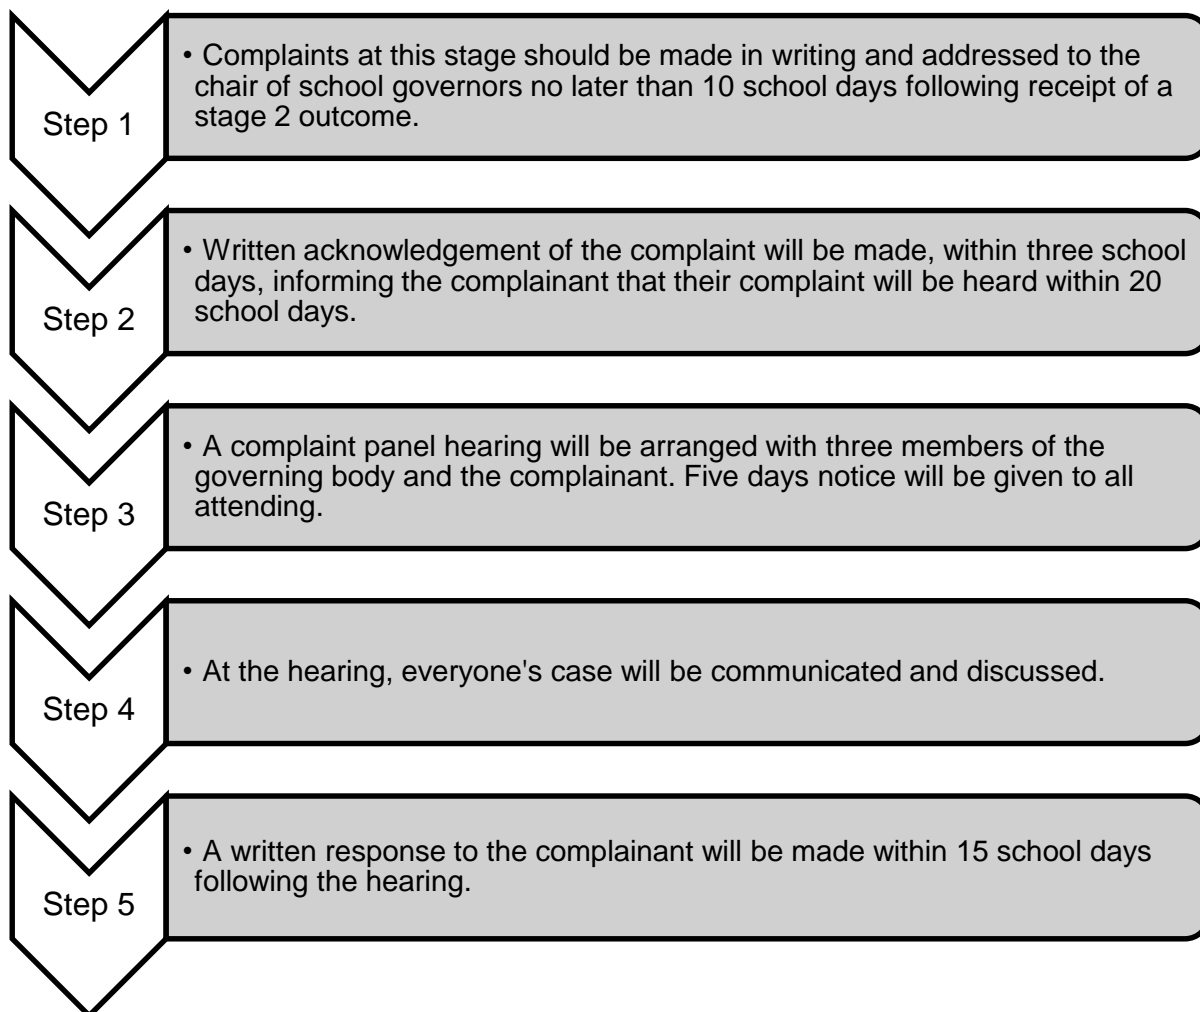 Step 1
• Complaints at this stage should be made in writing and addressed to the
chair of school governors no later than 10 school days following receipt of a
stage 2 outcome.
Step 2
• Written acknowledgement of the complaint will be made, within three school
days, informing the complainant that their complaint will be heard within 20
school days.
Step 3
• A complaint panel hearing will be arranged with three members of the
governing body and the complainant. Five days notice will be given to all
attending.
Step 4
• At the hearing, everyone's case will be communicated and discussed.
Step 5
• A written response to the complainant will be made within 15 school days
following the hearing.